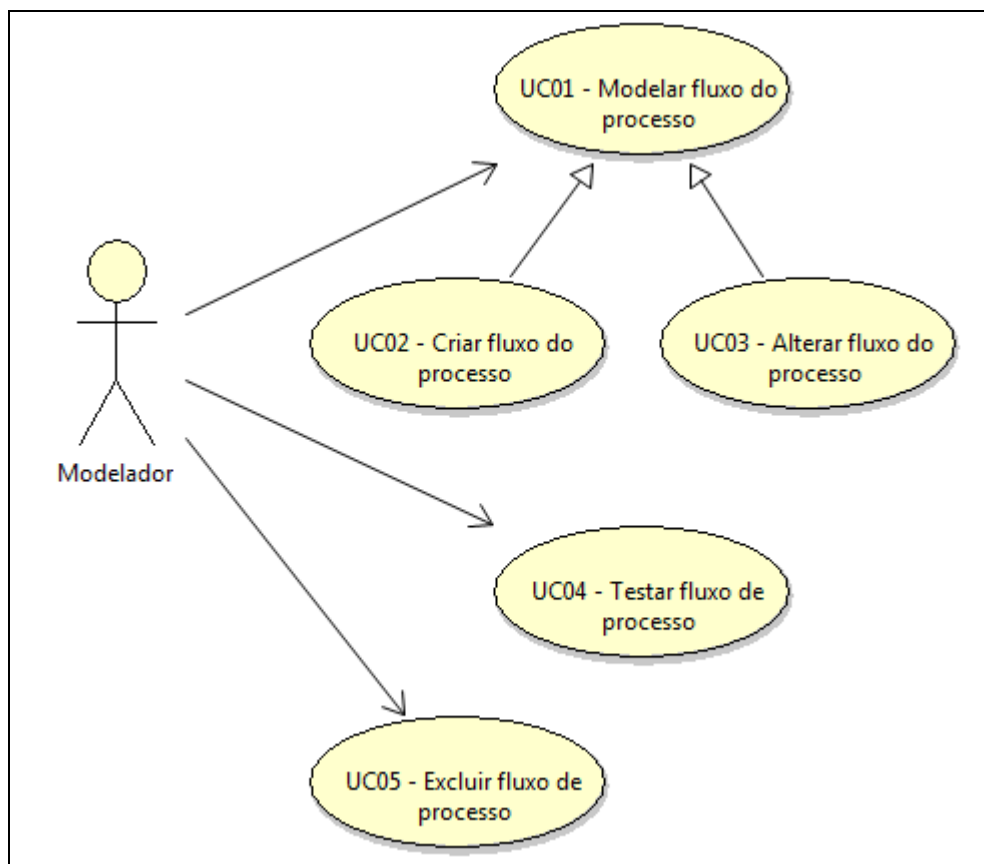 UC01 - Modelar fluxo do
processo
UC02 - Criar fluxo do
processo
UC03 - Alterar fluxo do
processo
Modelador
UC04 - Testar fluxo de
processo
UC05 - Excluir fluxo de
processo